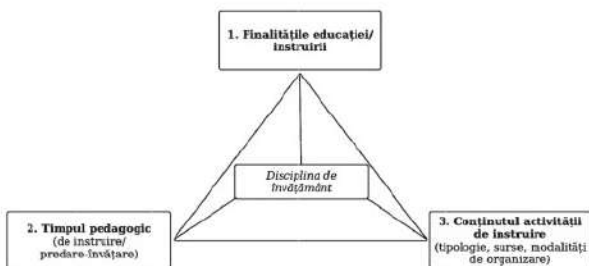 1. Finalitățile educației/
instruirii
Disciplina de
învățământ
2. Timpul pedagogic
(de instruire/
predare-învățare)
3. Conținutul activității
de instruire
(tipologie, surse, modalități
de organizare)